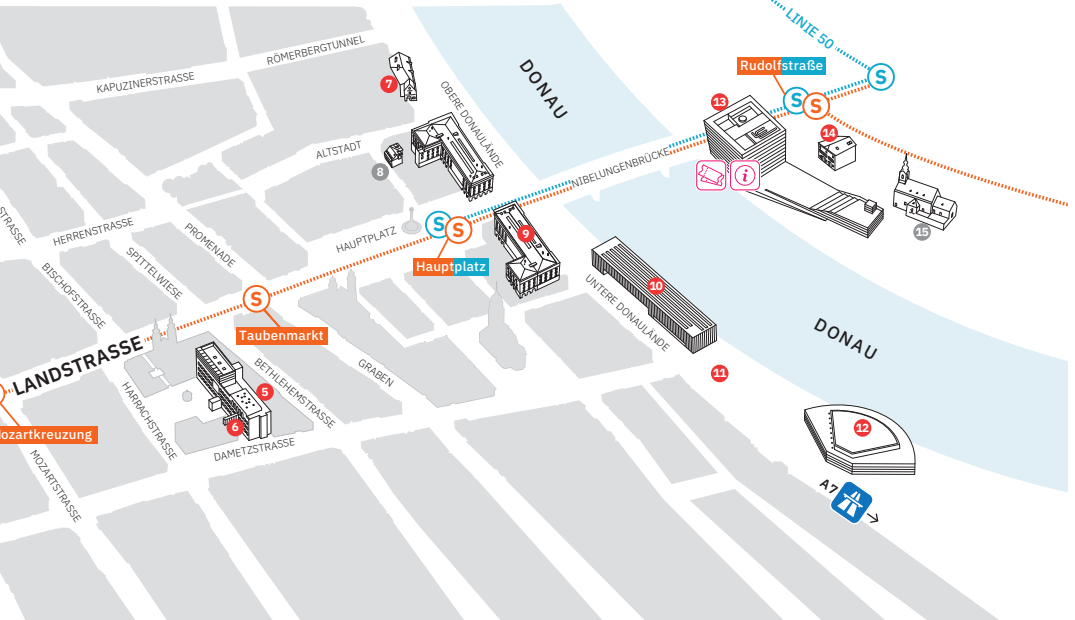 LINIE 50
RÖMERBERGTUNNEL
KAPUZINERSTRASSE
Rudolfstraße
S
S
S
7
OBERE DONAULÄNDE
DONAU
13
14
ALTSTADT
8
NIBELUNGENBRÜCKE
i
15
STRASSE
HERRENSTRASSE
PROMENADE
HAUPTPLATZ
S
S
9
Hauptplatz
SPITTELWIESE
BISCHOFSTRASSE
S
Taubenmarkt
10
UNTERE DONAULÄNDE
DONAU
LANDSTRASSE
BETHLEHEMSTRASSE
GRABEN
11
5
6
HARRACHSTRASSE
ozartkreuzung
DAMETZSTRASSE
12
MOZARTSTRASSE
A7